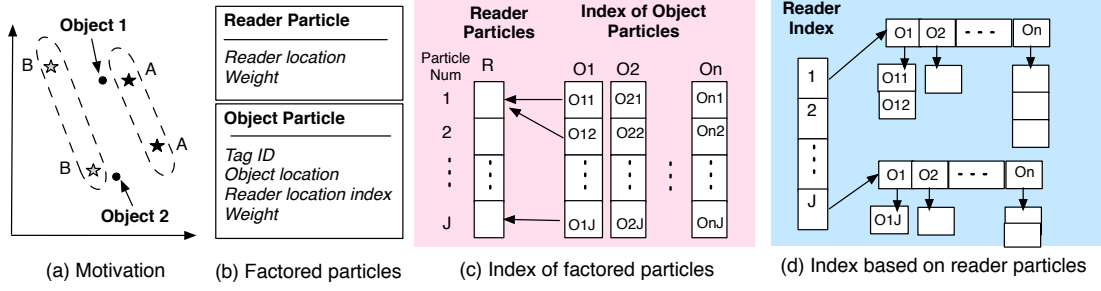 Object 1
B
A
A
B
Object 2
(a) Motivation
Reader Particle
Reader location
Weight
Object Particle
Tag ID
Object location
Reader location index
Weight
(b) Factored particles
Reader
Particles
Index of Object
Particles
Particle
Num
R
O1
O2
On
1
O11
O21
On1
2
O12
O22
On2
J
O1J
O2J
OnJ
(c) Index of factored particles
Reader
Index
O1
O2
On
1
O11
2
O12
O1
O2
On
J
O1J
(d) Index based on reader particles